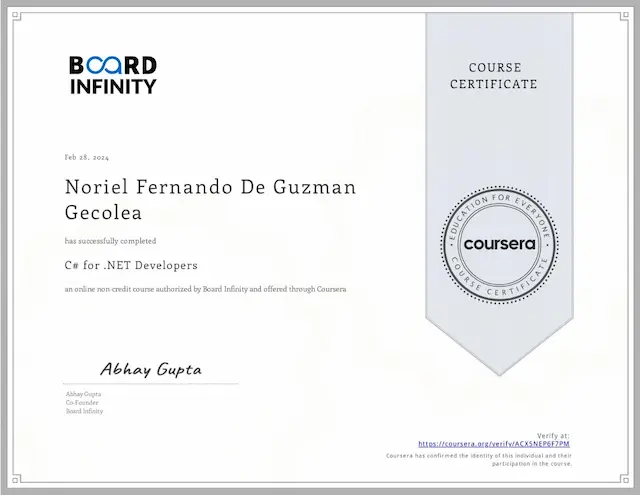 BOARD
INFINITY
COURSE
CERTIFICATE
Feb 28, 2024
Noriel Fernando De Guzman
Gecolea
has successfully completed
C# for .NET Developers
an online non-credit course authorized by Board Infinity and offered through Coursera
EDUCATION FOR EVERYONE
coursera
COURSE CERTIFICATE
Abhay Gupta
Abhay Gupta
Co Founder
Board Infinity
Verify at:
https://coursera.org/verify/ACX5NEP6F7PM
Coursera has confirmed the identity of this individual and their
participation in the course.